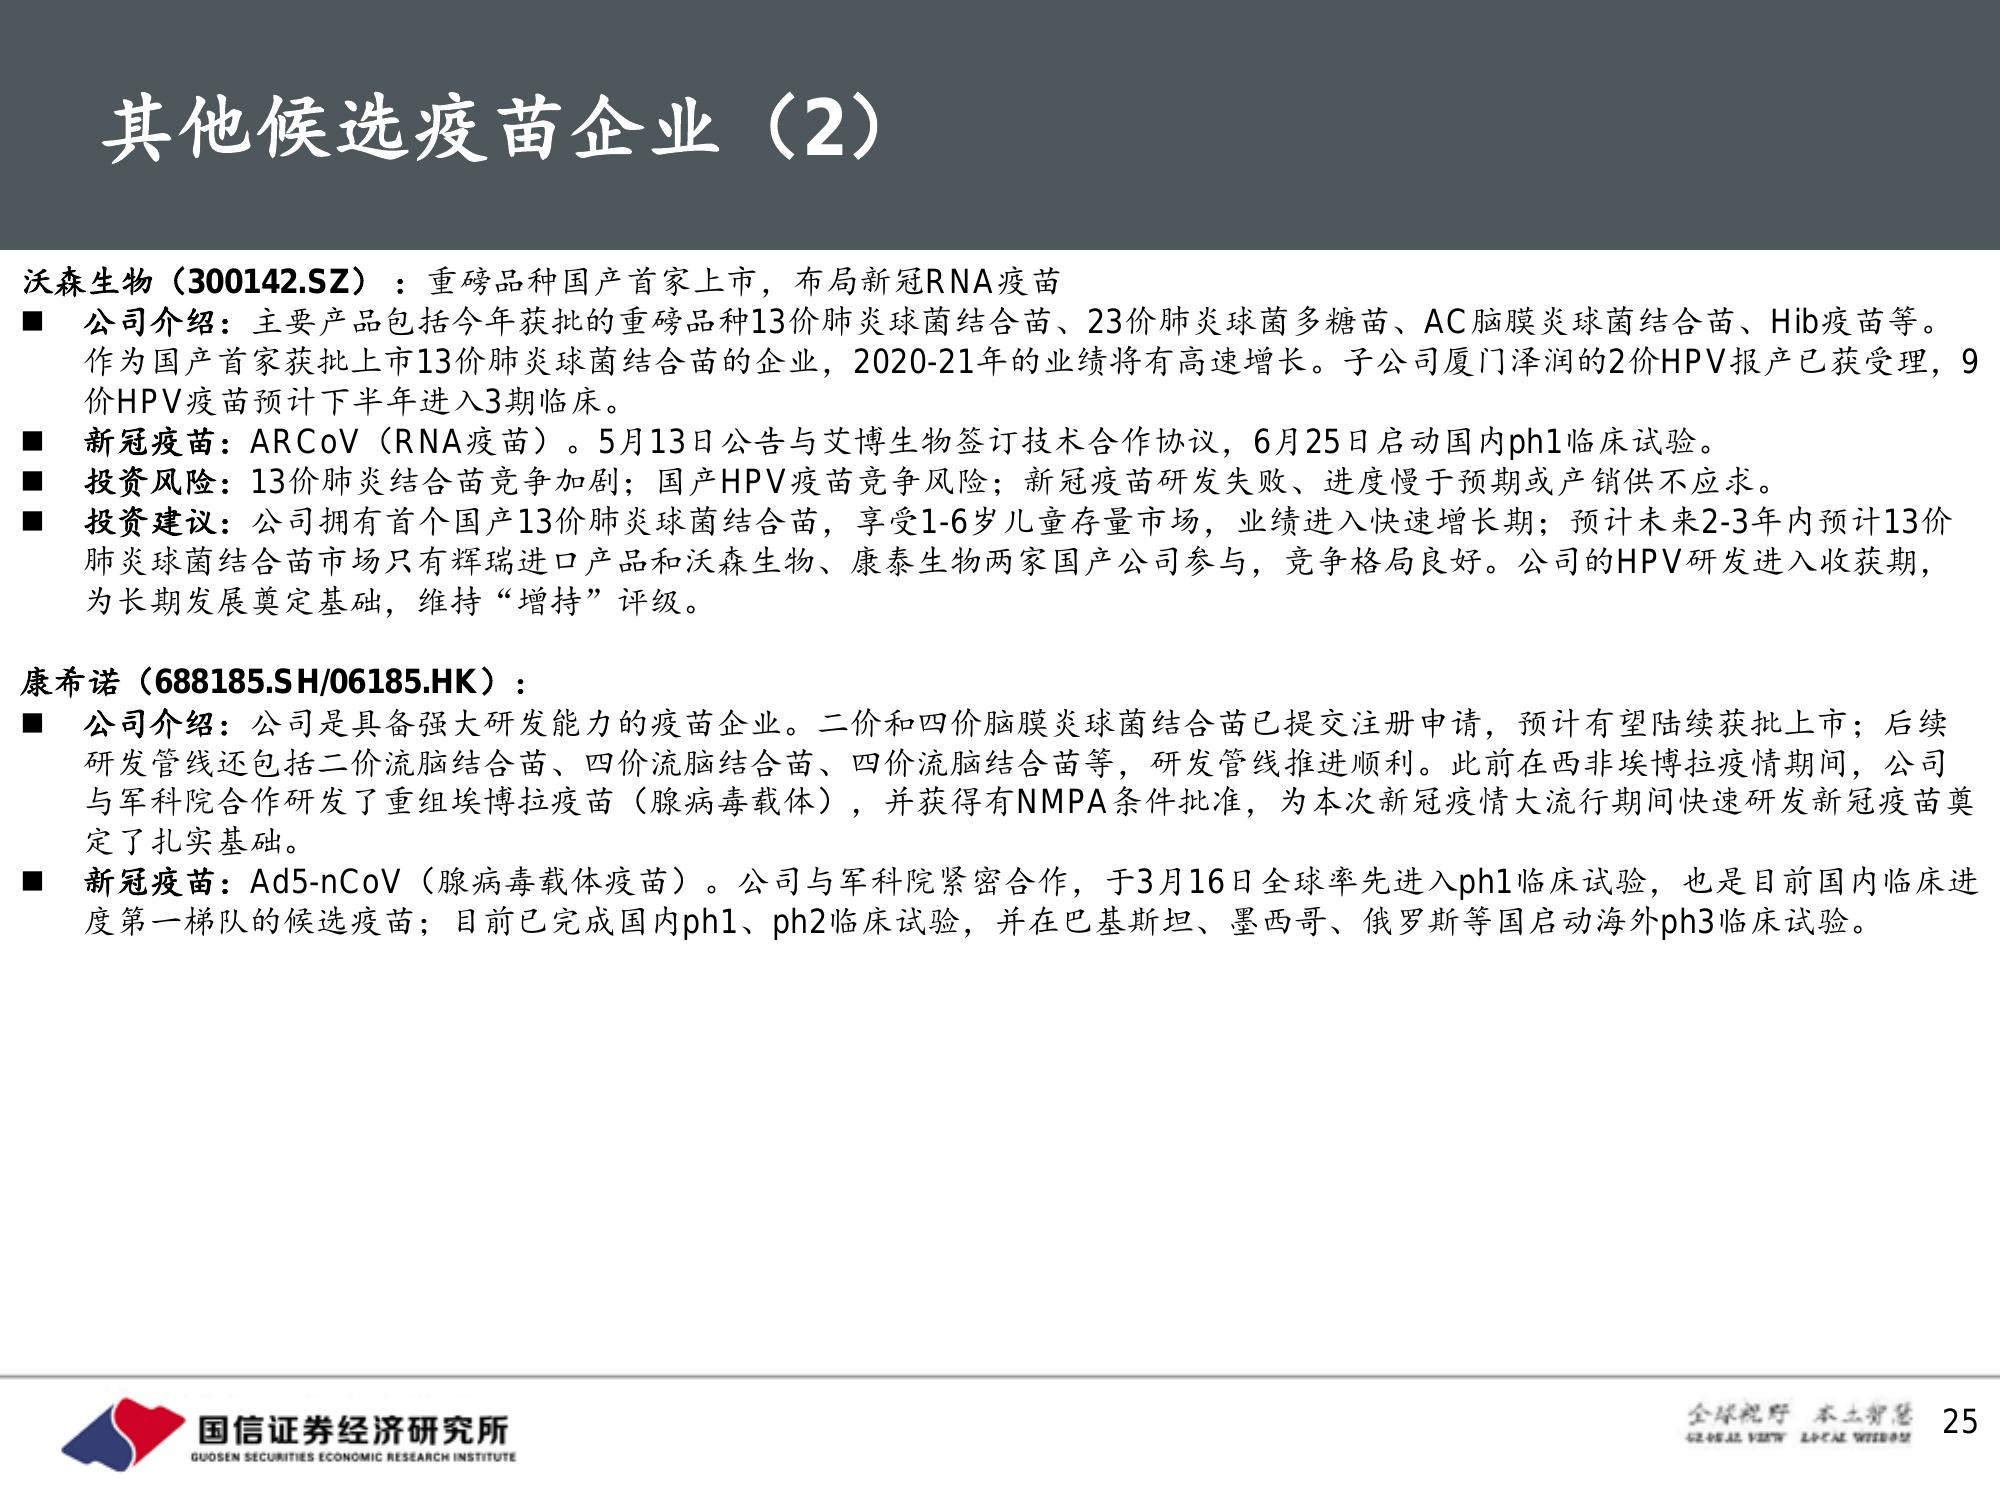 其他候选疫苗企业（2）
沃森生物（300142.SZ） ：重磅品种国产首家上市，布局新冠RNA疫苗
■ 公司介绍：主要产品包括今年获批的重磅品种13价肺炎球菌结合苗、23价肺炎球菌多糖苗、AC脑膜炎球菌结合苗、Hib疫苗等。
作为国产首家获批上市13价肺炎球菌结合苗的企业，2020-21年的业绩将有高速增长。子公司厦门泽润的2价HPV报产已获受理，9
价HPV疫苗预计下半年进入3期临床。
■ 新冠疫苗：ARCoV（RNA疫苗）。5月13日公告与艾博生物签订技术合作协议，6月25日启动国内ph1临床试验。
■ 投资风险：13价肺炎结合苗竞争加剧；国产HPV疫苗竞争风险；新冠疫苗研发失败、进度慢于预期或产销供不应求。
■ 投资建议：公司拥有首个国产13价肺炎球菌结合苗，享受1-6岁儿童存量市场，业绩进入快速增长期；预计未来2-3年内预计13价
肺炎球菌结合苗市场只有辉瑞进口产品和沃森生物、康泰生物两家国产公司参与，竞争格局良好。公司的HPV研发进入收获期，
为长期发展奠定基础，维持“增持”评级。
康希诺（688185.SH/06185.HK）：
■ 公司介绍：公司是具备强大研发能力的疫苗企业。二价和四价脑膜炎球菌结合苗已提交注册申请，预计有望陆续获批上市；后续
研发管线还包括二价流脑结合苗、四价流脑结合苗、四价流脑结合苗等，研发管线推进顺利。此前在西非埃博拉疫情期间，公司
与军科院合作研发了重组埃博拉疫苗（腺病毒载体），并获得有NMPA条件批准，为本次新冠疫情大流行期间快速研发新冠疫苗奠
定了扎实基础。
■ 新冠疫苗：Ad5-nCoV（腺病毒载体疫苗）。公司与军科院紧密合作，于3月16日全球率先进入ph1临床试验，也是目前国内临床进
度第一梯队的候选疫苗；目前已完成国内ph1、ph2临床试验，并在巴基斯坦、墨西哥、俄罗斯等国启动海外ph3临床试验。
国信证券经济研究所
GUOSEN SECURITIES ECONOMIC RESEARCH INSTITUTE
全球视野 本土智慧
GLOBAL VIEW LOCAL WISDOM
25